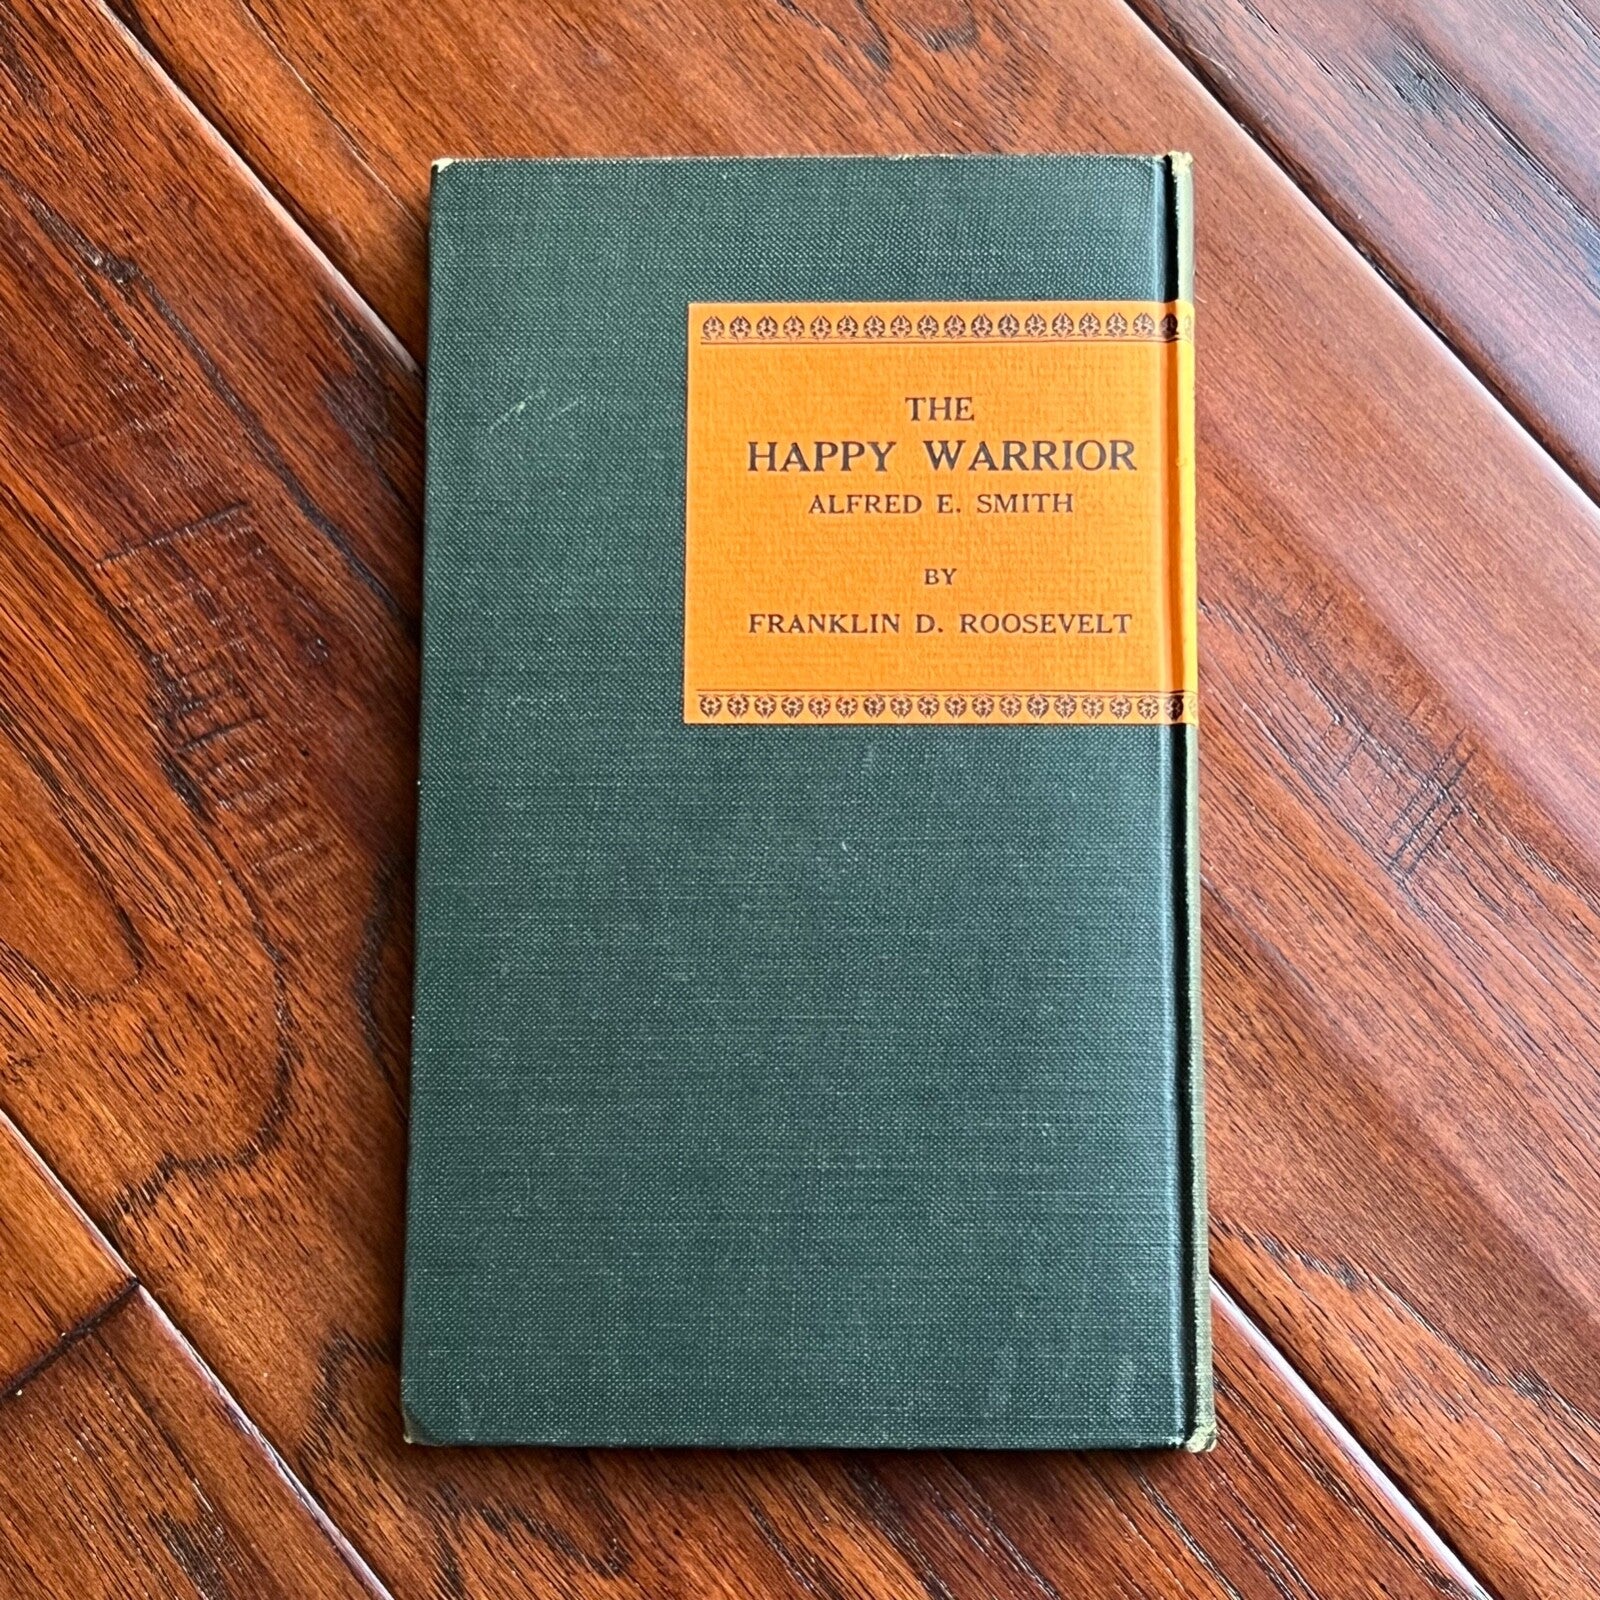 THE
HAPPY WARRIOR
ALFRED E. SMITH
BY
FRANKLIN D. ROOSEVELT